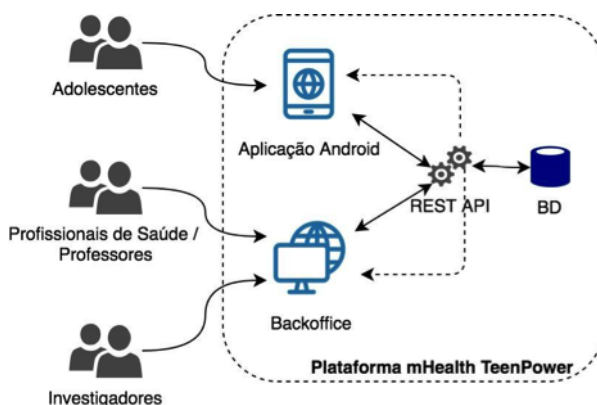 Adolescentes
Aplicação Android
REST API
BD
Profissionais de Saúde /
Professores
Backoffice
Plataforma mHealth TeenPower
Investigadores